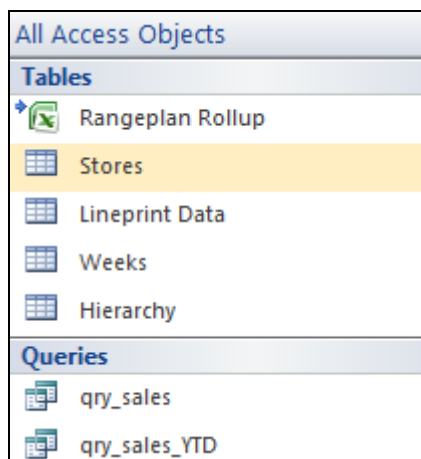 All Access Objects
Tables
Rangeplan Rollup
Stores
Lineprint Data
Weeks
Hierarchy
Queries
qry_sales
qry_sales_YTD